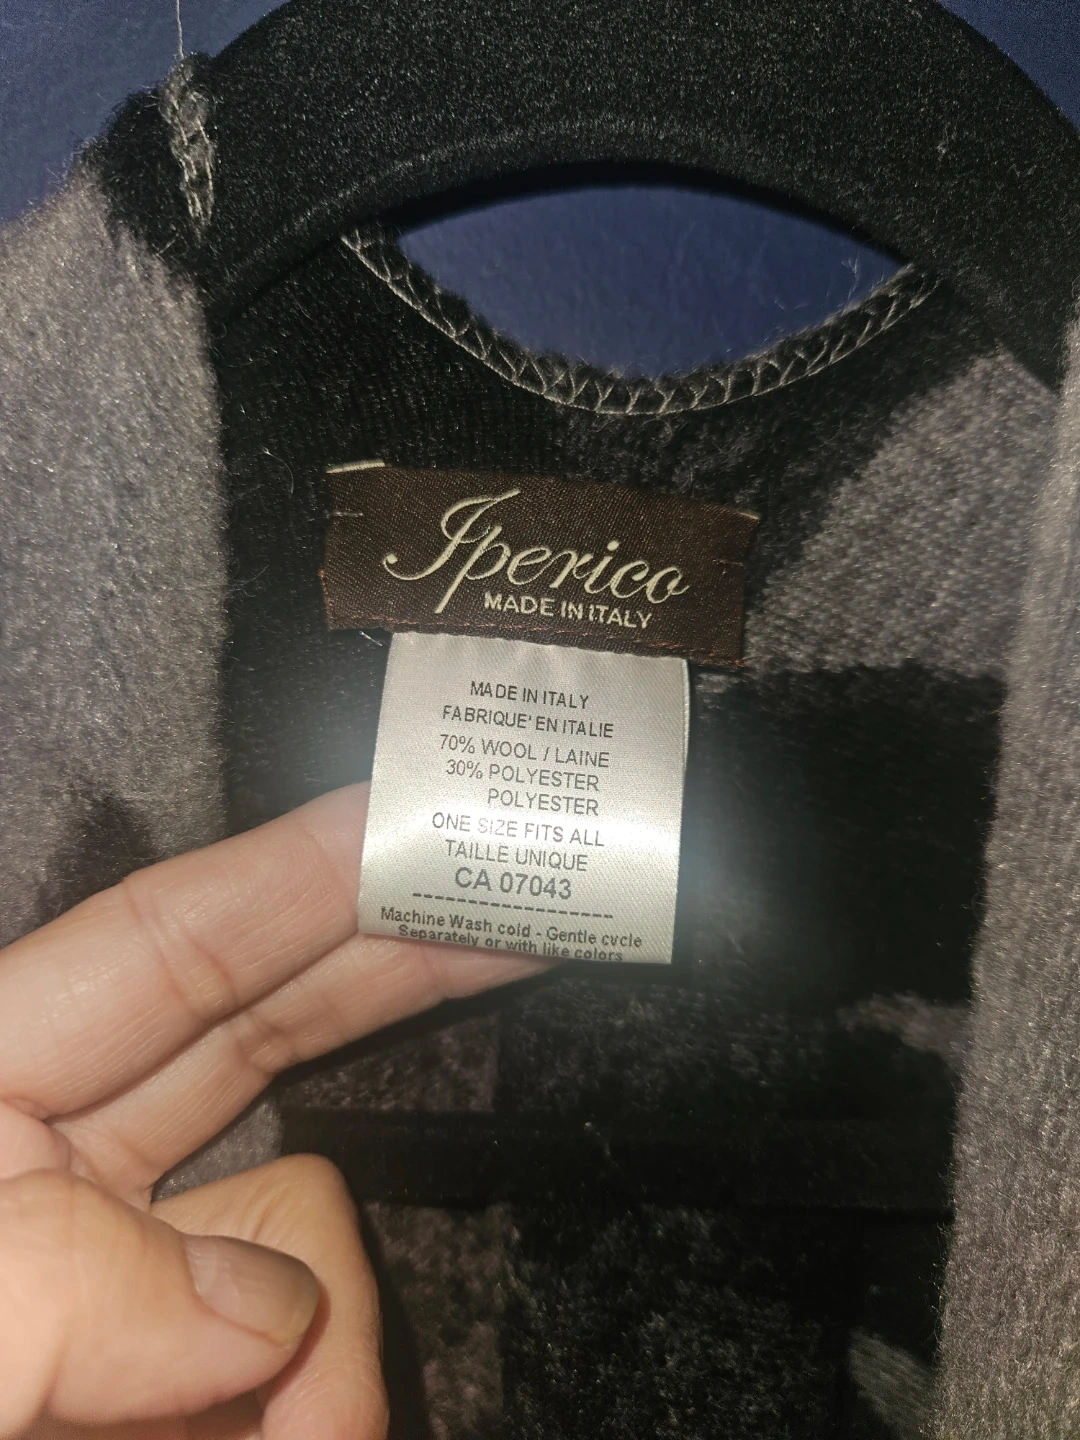 Iperico
MADE IN ITALY
MADE IN ITALY
FABRIQUE' EN ITALIE
70% WOOL / LAINE
30% POLYESTER
POLYESTER
ONE SIZE FITS ALL
TAILLE UNIQUE
CA 07043
------------------
Machine Wash cold - Gentle cycle
Separately or with like colors